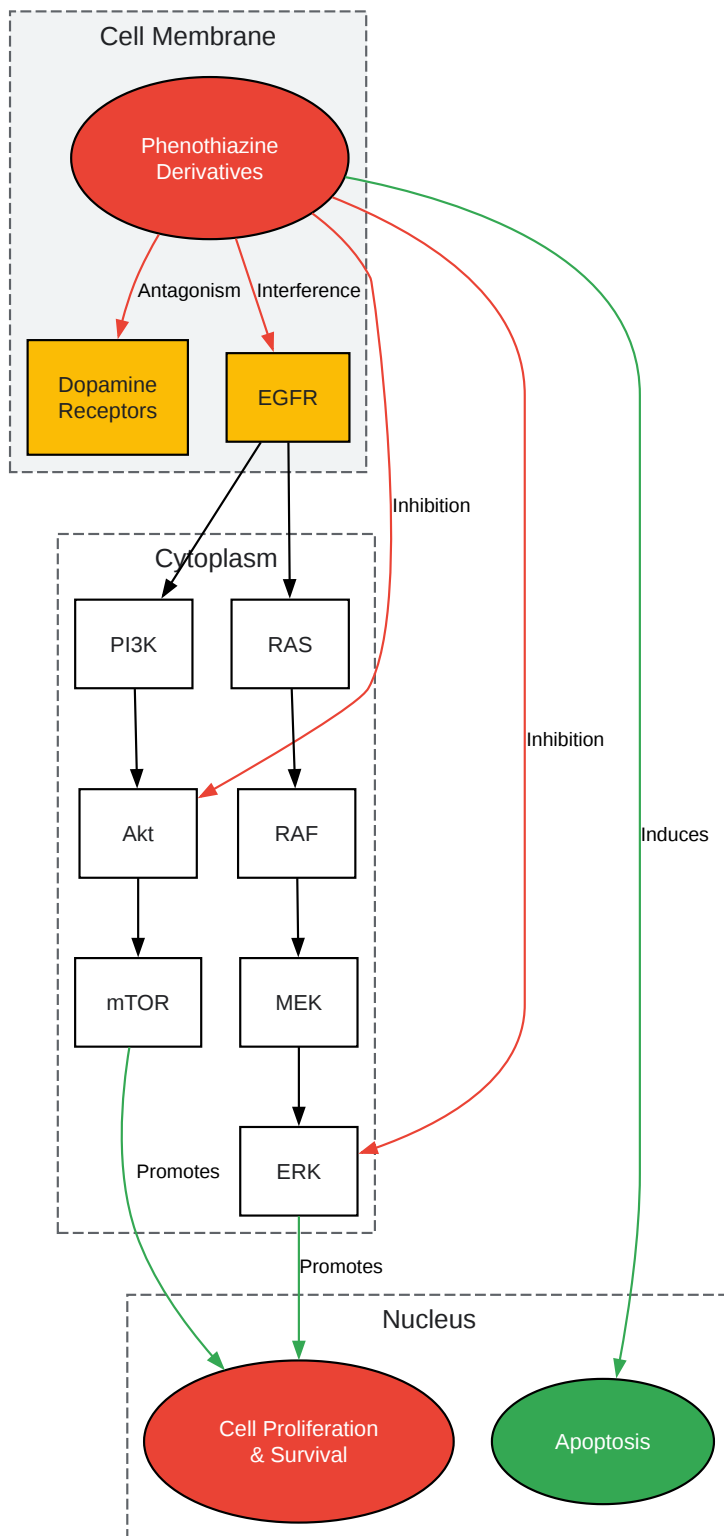 Cell Membrane
Phenothiazine
Derivatives
Antagonism
Interference
Dopamine
Receptors
EGFR
Inhibition
Cytoplasm
PI3K
RAS
Inhibition
Akt
RAF
Induces
mTOR
MEK
Promotes
ERK
Promotes
Nucleus
Cell Proliferation
& Survival
Apoptosis